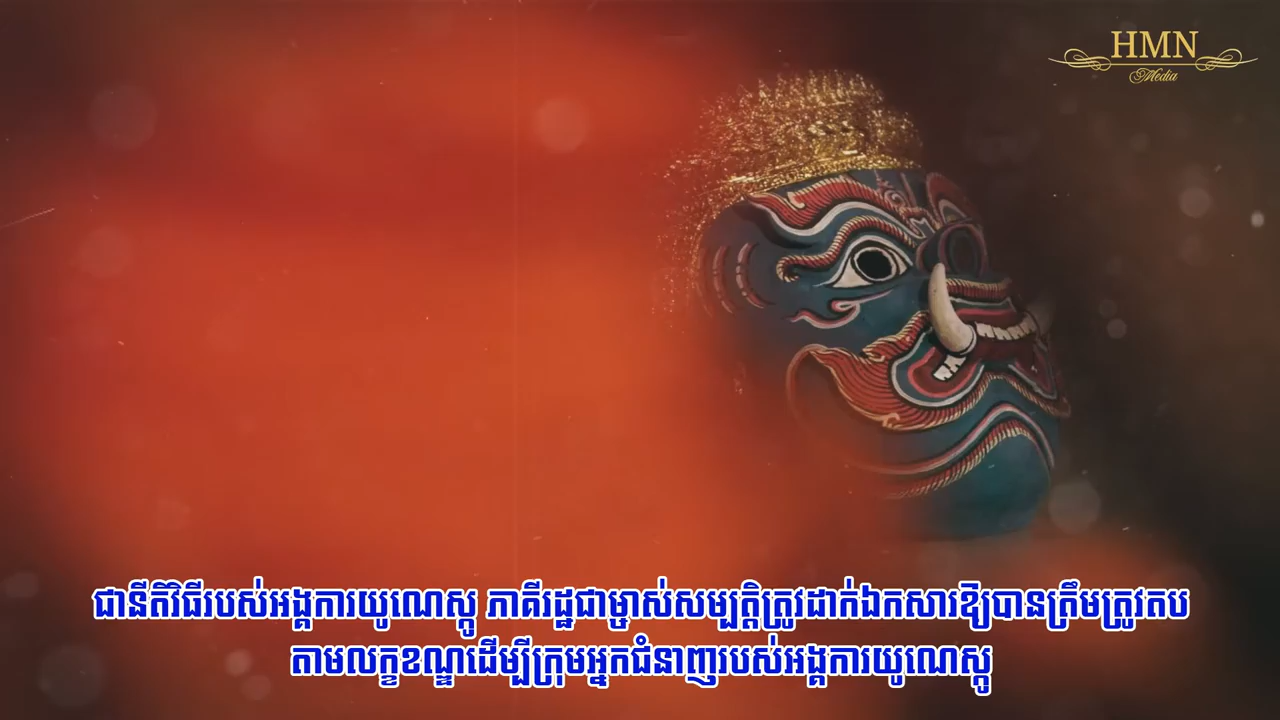 HMN
Media
ជានីតិវិធីរបស់អង្គការយូណេស្កូ ភាគីរដ្ឋជាម្ចាស់សម្បត្តិត្រូវដាក់ឯកសារឱ្យបានត្រឹមត្រូវតប
តាមលក្ខខណ្ឌដើម្បីក្រុមអ្នកជំនាញរបស់អង្គការយូណេស្កូ